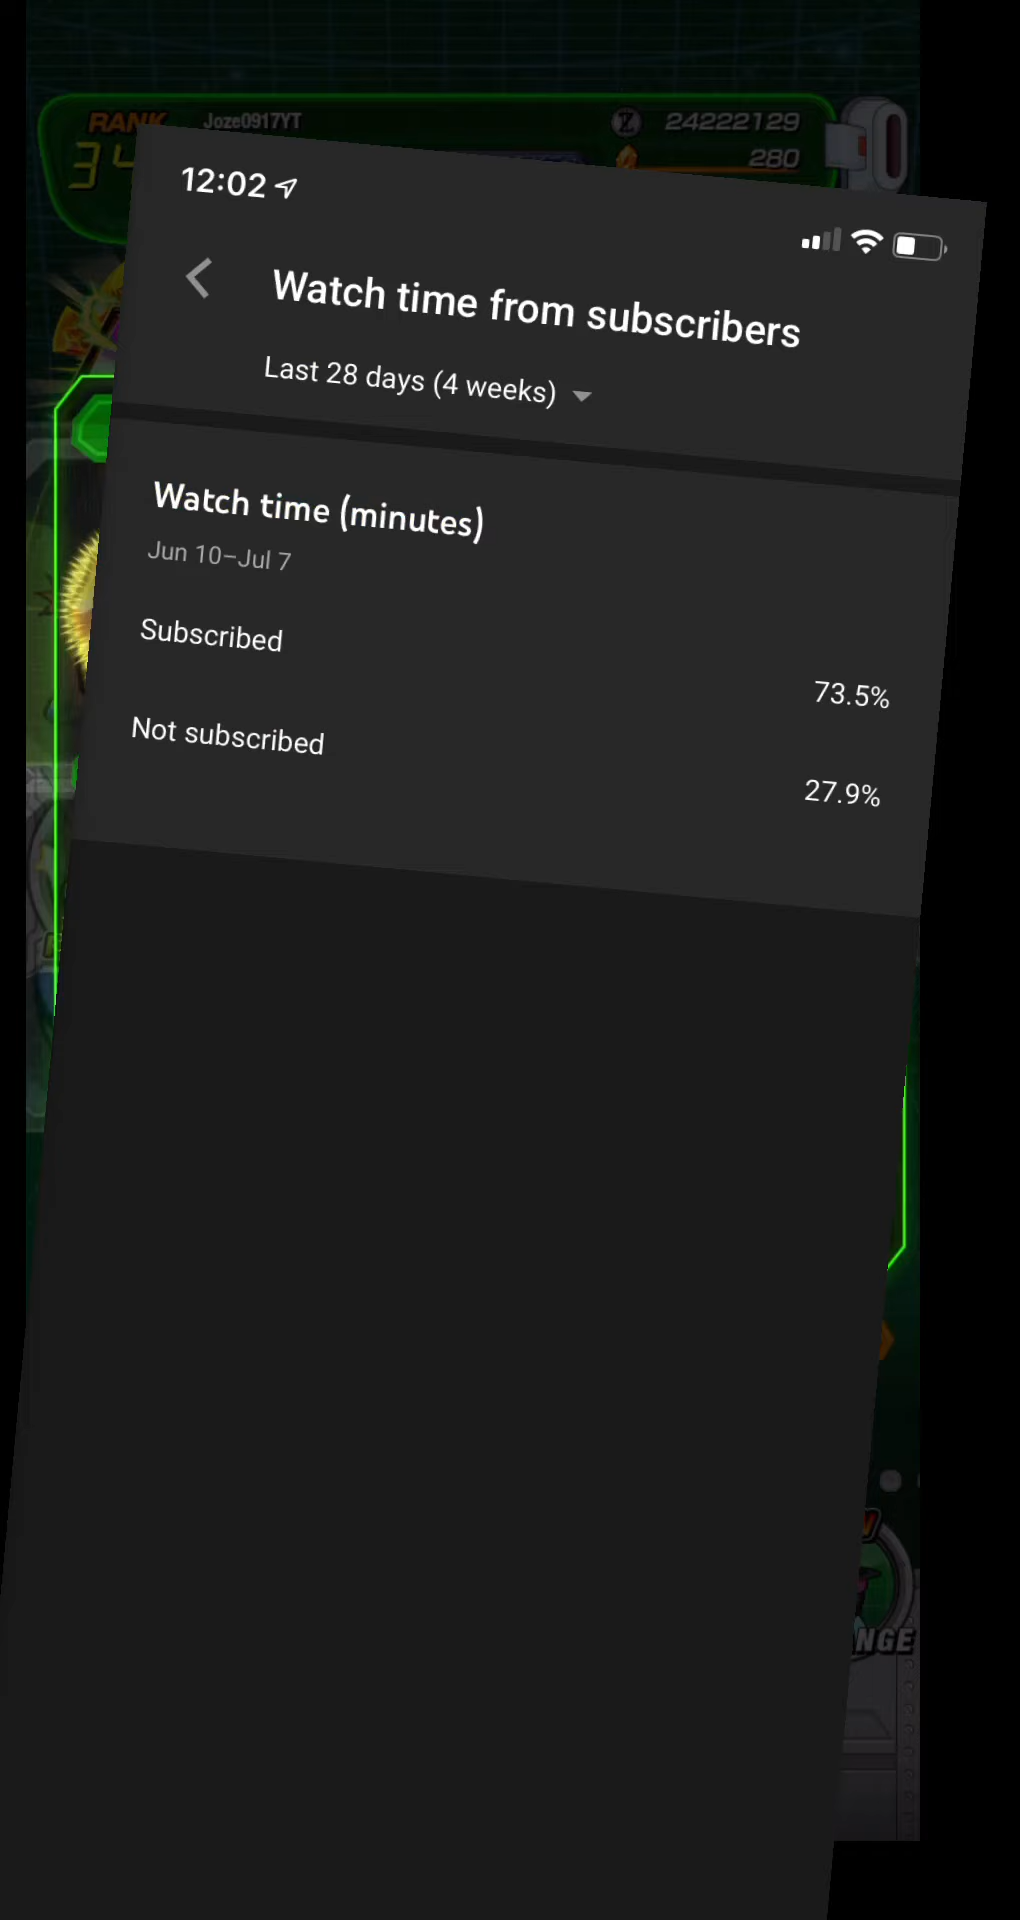 RANK
Joze0917YT
24222129
280
12:02
Watch time from subscribers
Last 28 days (4 weeks)
Watch time (minutes)
Jun 10–Jul 7
Subscribed
73.5%
Not subscribed
27.9%